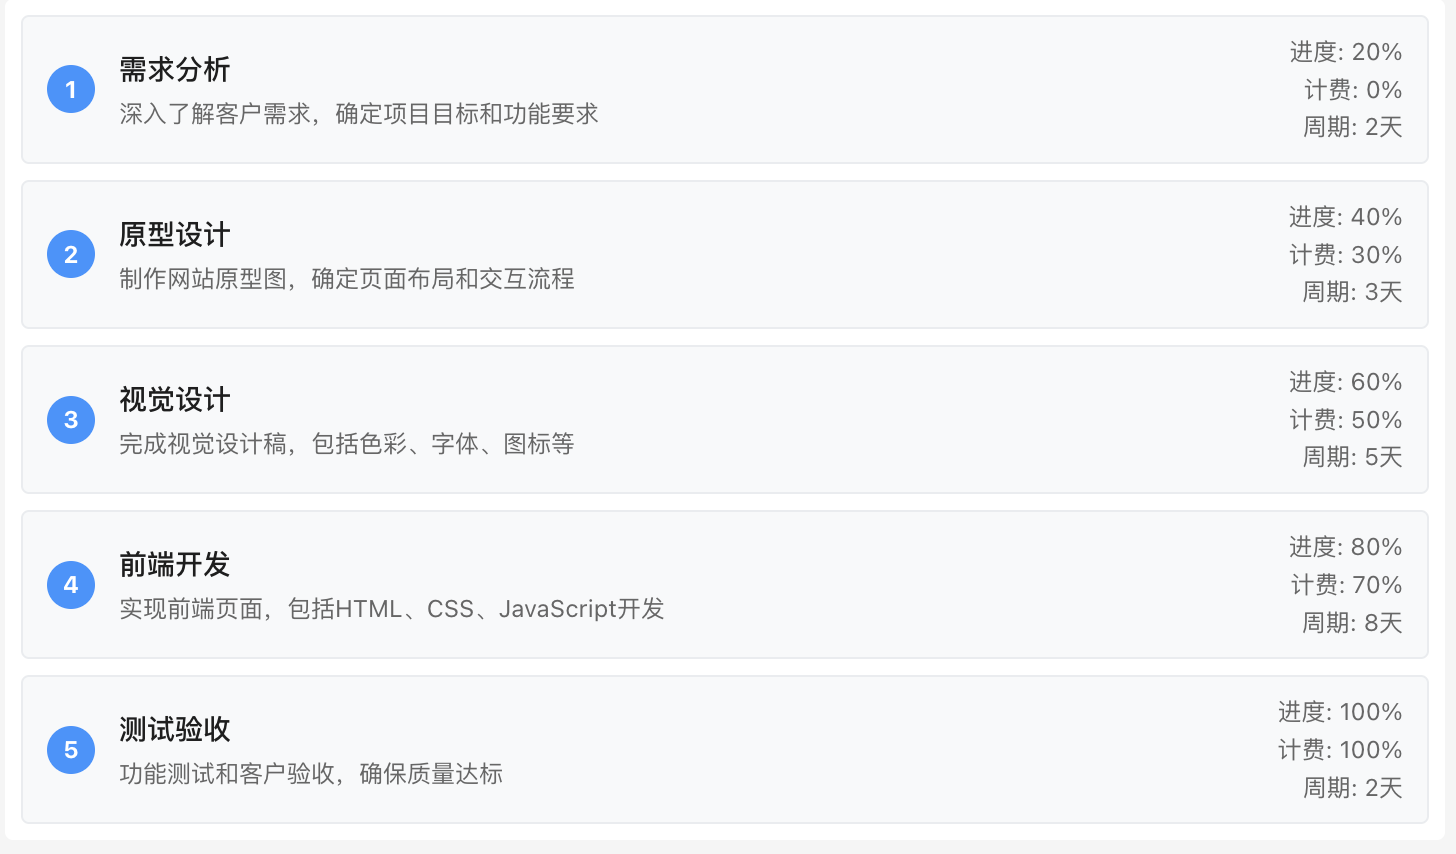 1
需求分析
深入了解客户需求，确定项目目标和功能要求
进度: 20%
计费: 0%
周期: 2天
2
原型设计
制作网站原型图，确定页面布局和交互流程
进度: 40%
计费: 30%
周期: 3天
3
视觉设计
完成视觉设计稿，包括色彩、字体、图标等
进度: 60%
计费: 50%
周期: 5天
4
前端开发
实现前端页面，包括HTML、CSS、JavaScript开发
进度: 80%
计费: 70%
周期: 8天
5
测试验收
功能测试和客户验收，确保质量达标
进度: 100%
计费: 100%
周期: 2天